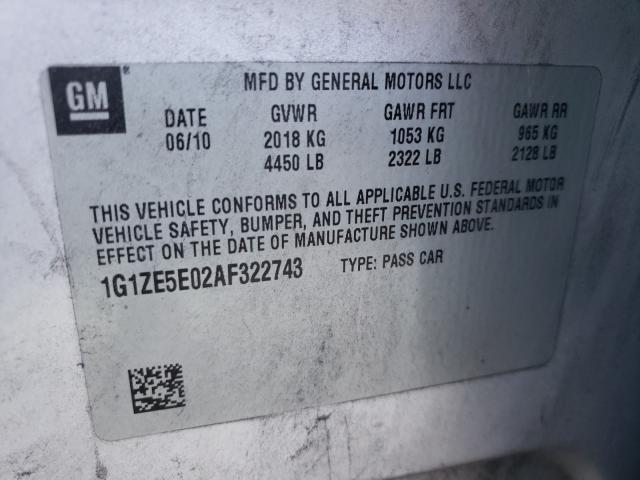 GM®
MFD BY GENERAL MOTORS LLC
DATE GVWR GAWR FRT GAWR RR
06/10 2018 KG 1053 KG 965 KG
4450 LB 2322 LB 2128 LB
THIS VEHICLE CONFORMS TO ALL APPLICABLE U.S. FEDERAL MOTOR
VEHICLE SAFETY, BUMPER, AND THEFT PREVENTION STANDARDS IN
EFFECT ON THE DATE OF MANUFACTURE SHOWN ABOVE.
1G1ZE5E02AF322743 TYPE: PASS CAR